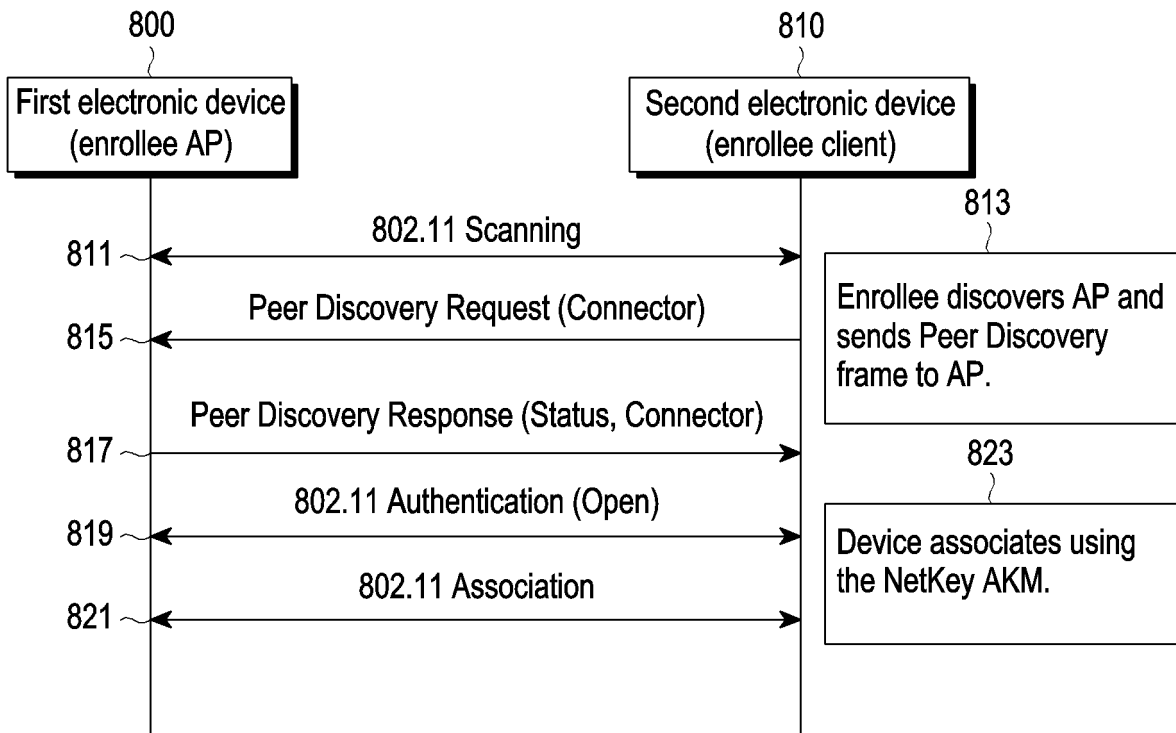 800
810
First electronic device
(enrollee AP)
Second electronic device
(enrollee client)
813
802.11 Scanning
811
Enrollee discovers AP and
sends Peer Discovery
frame to AP.
Peer Discovery Request (Connector)
815
Peer Discovery Response (Status, Connector)
817
823
802.11 Authentication (Open)
819
Device associates using
the NetKey AKM.
802.11 Association
821